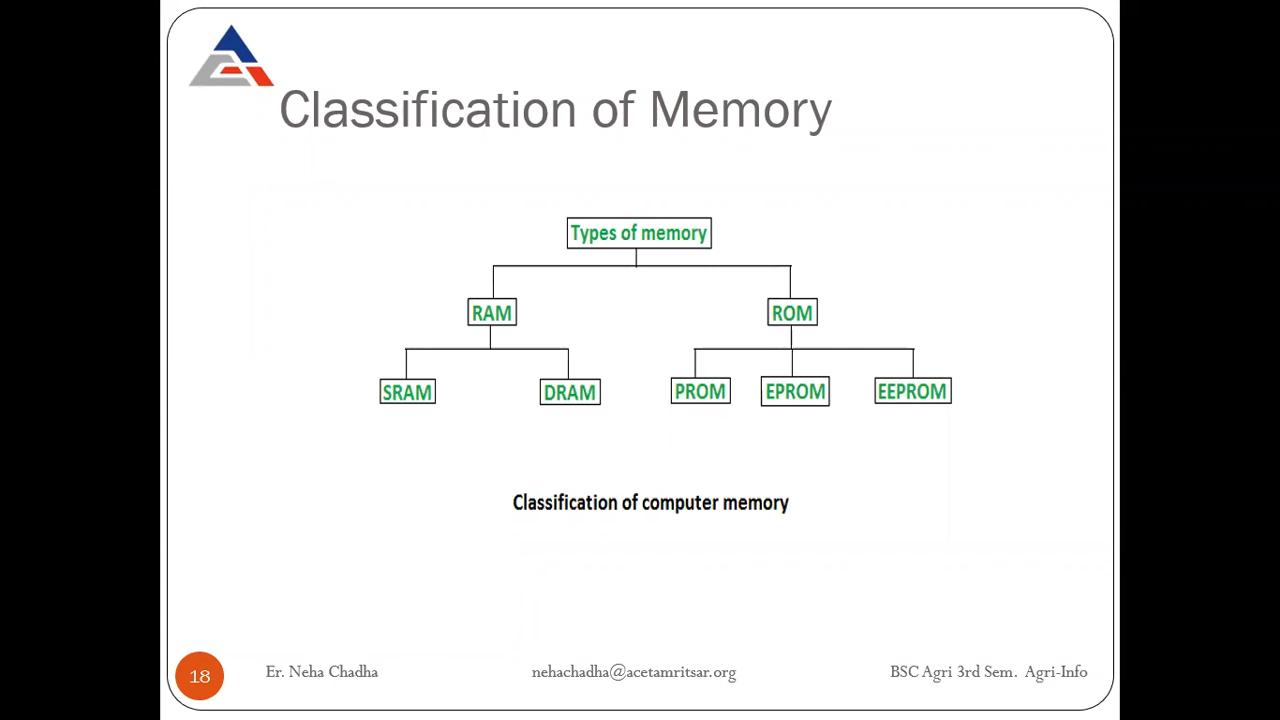 Classification of Memory
Types of memory
RAM
ROM
SRAM
DRAM
PROM
EPROM
EEPROM
Classification of computer memory
18
Er. Neha Chadha
nehachadha@acetamritsar.org
BSC Agri 3rd Sem. Agri-Info